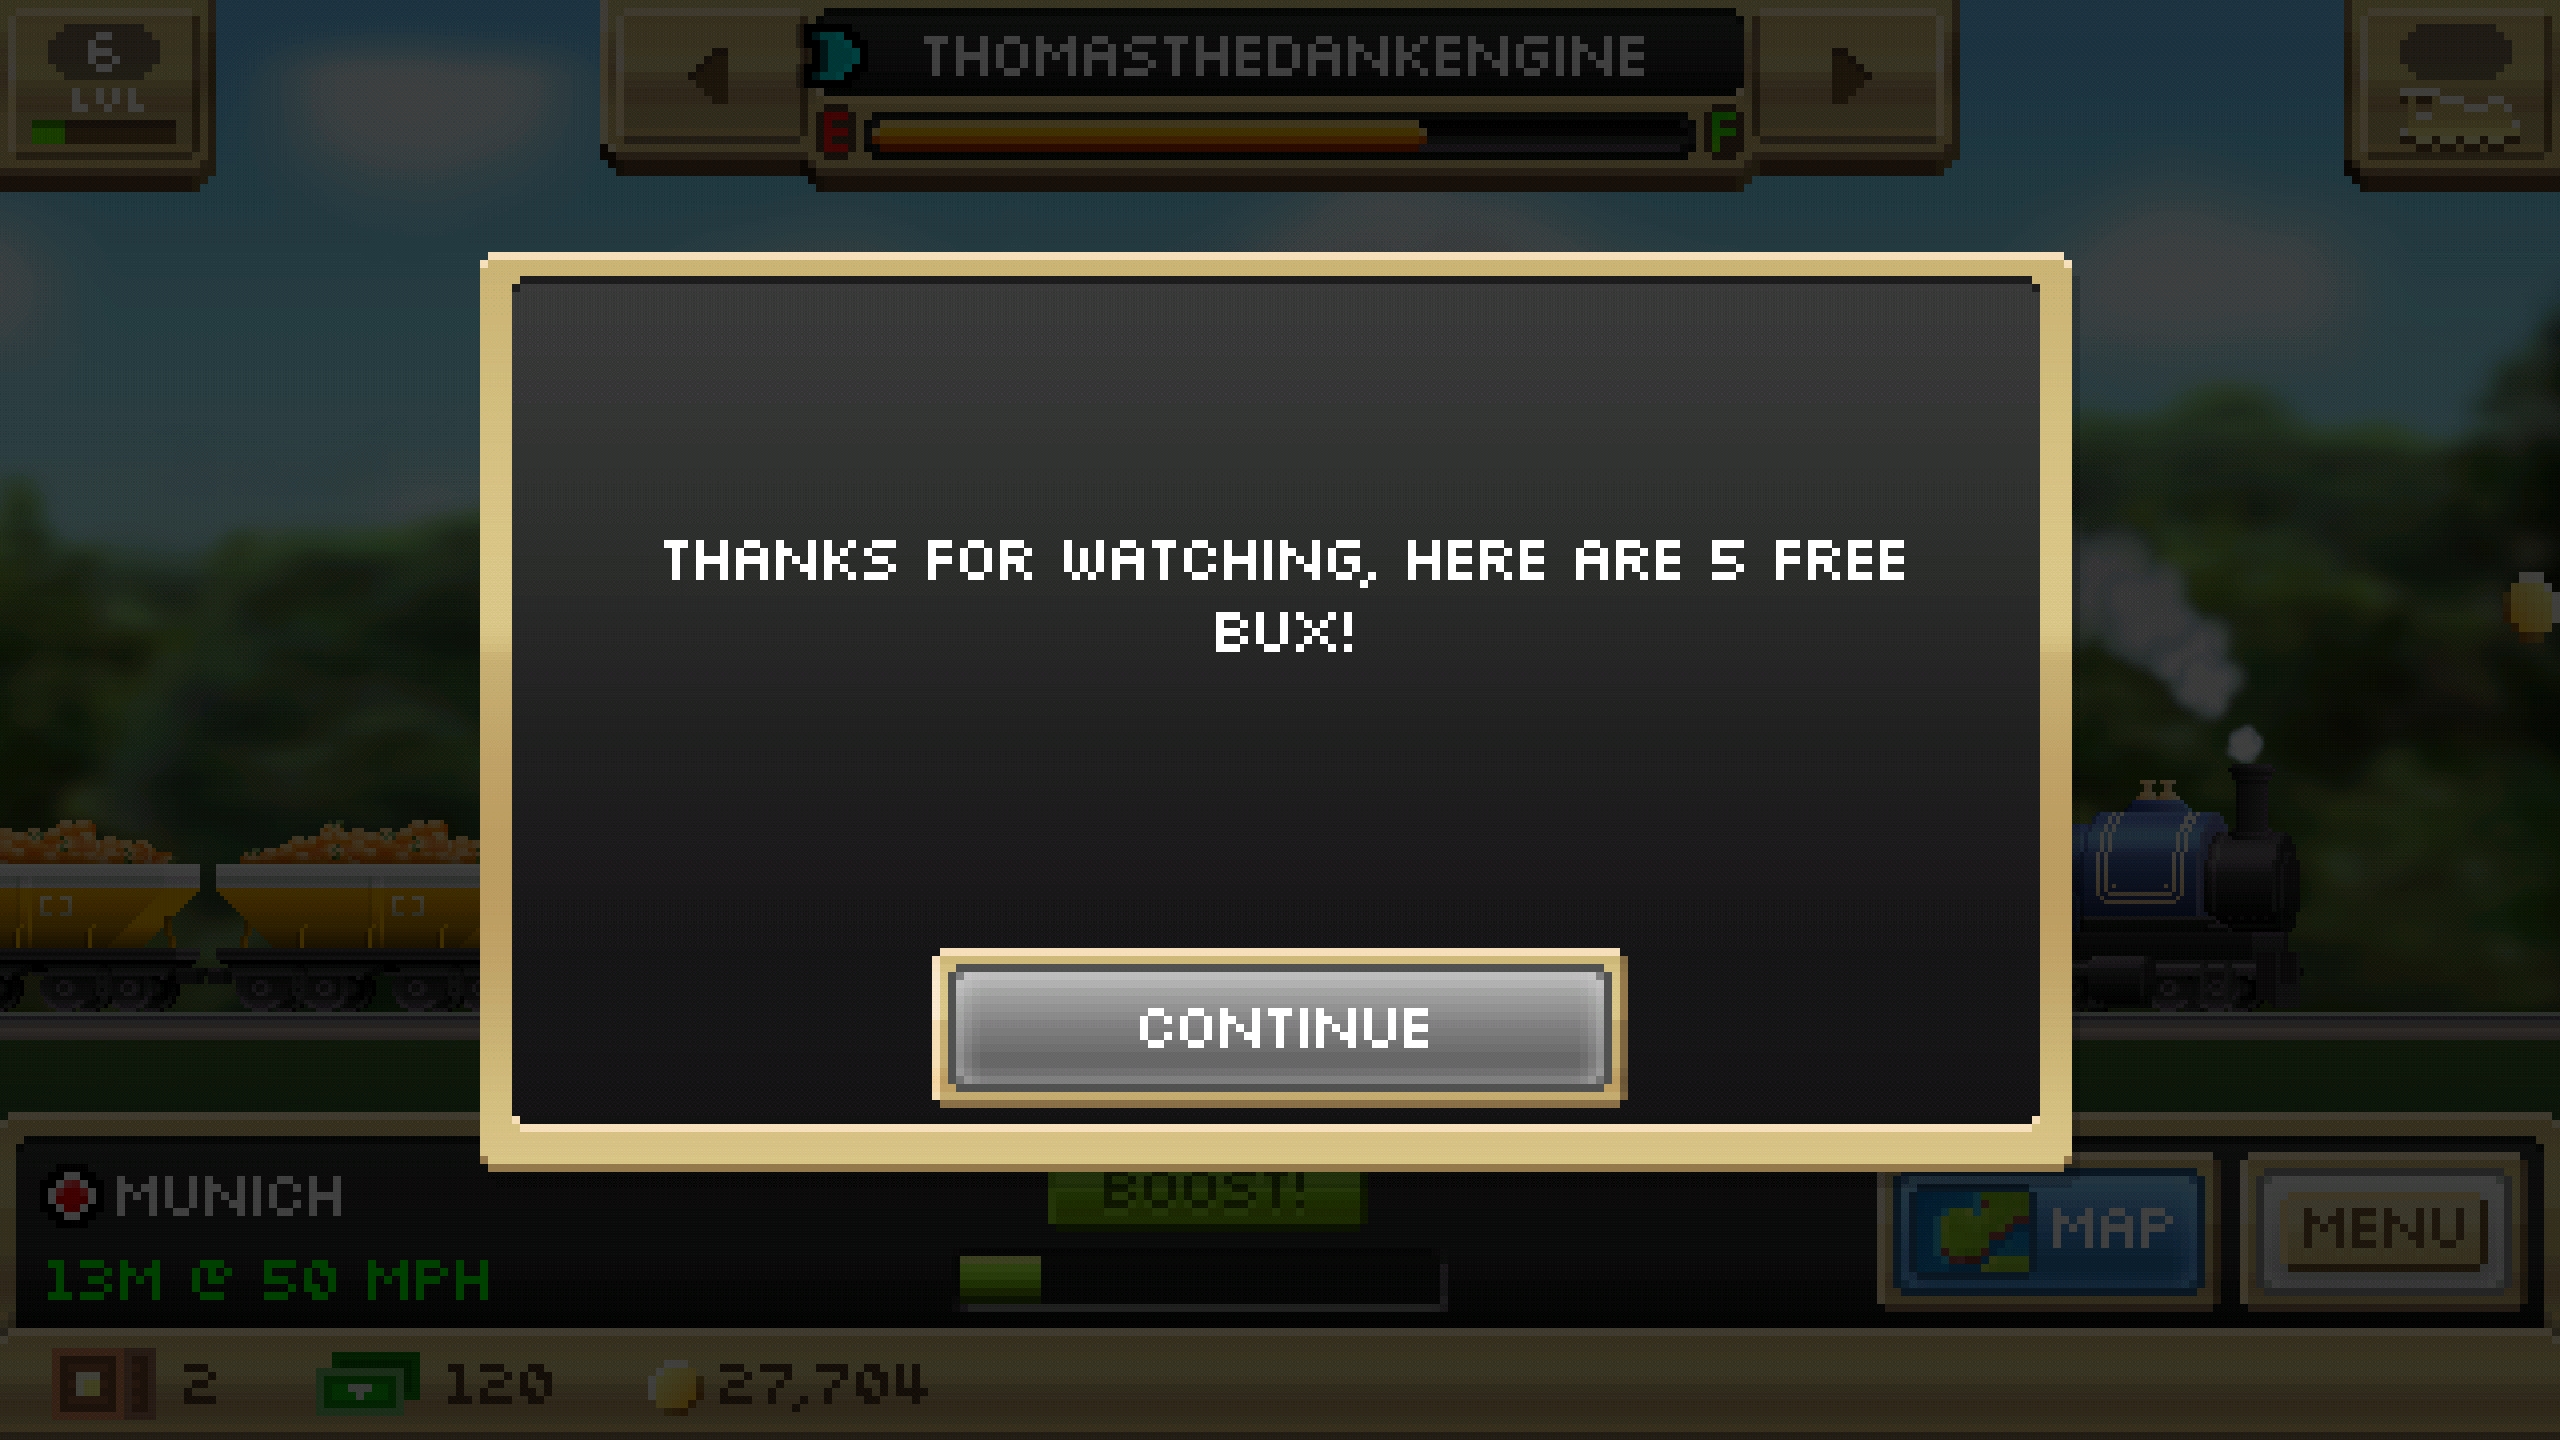 6
LVL
THOMASTHEDANKENGINE
E F
THANKS FOR WATCHING, HERE ARE 5 FREE
BUX!
CONTINUE
MUNICH
13M @ 50 MPH
BOOST!
MAP
MENU
2
120
27,704